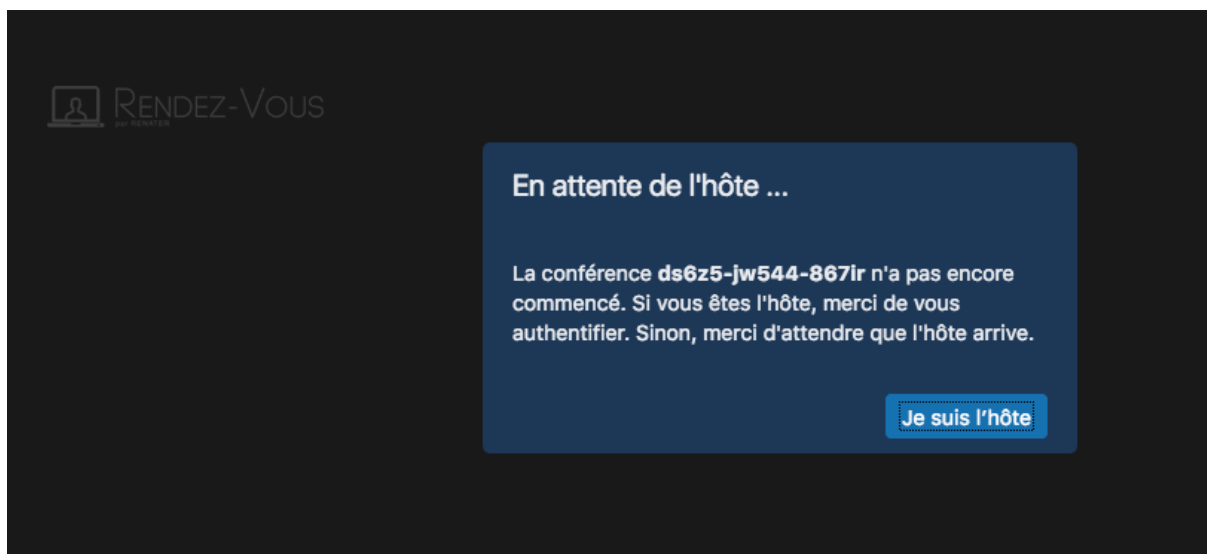 RENDEZ-VOUS
par RENATER
En attente de l'hôte ...
La conférence ds6z5-jw544-867ir n'a pas encore
commencé. Si vous êtes l'hôte, merci de vous
authentifier. Sinon, merci d'attendre que l'hôte arrive.
Je suis l’hôte